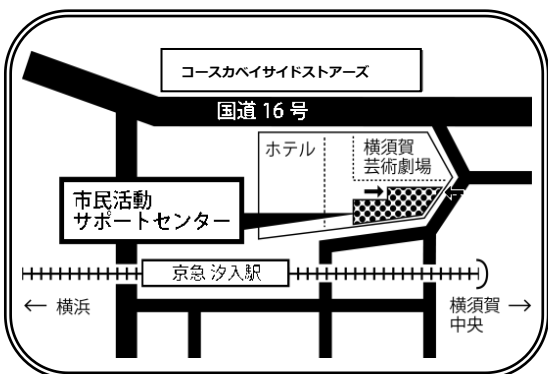 コースカベイサイドストアーズ
国道 16 号
ホテル
横須賀
芸術劇場
市民活動
サポートセンター
京急 汐入駅
← 横浜
横須賀 →
中央